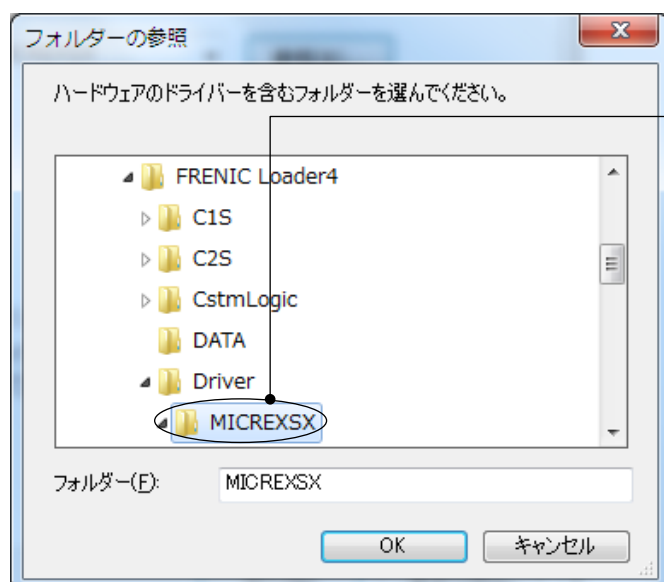 フォルダーの参照
ハードウェアのドライバーを含むフォルダーを選んでください。
FRENIC Loader4
C1S
C2S
CstmLogic
DATA
Driver
MICREXSX
フォルダー(F): MICREXSX
OK キャンセル